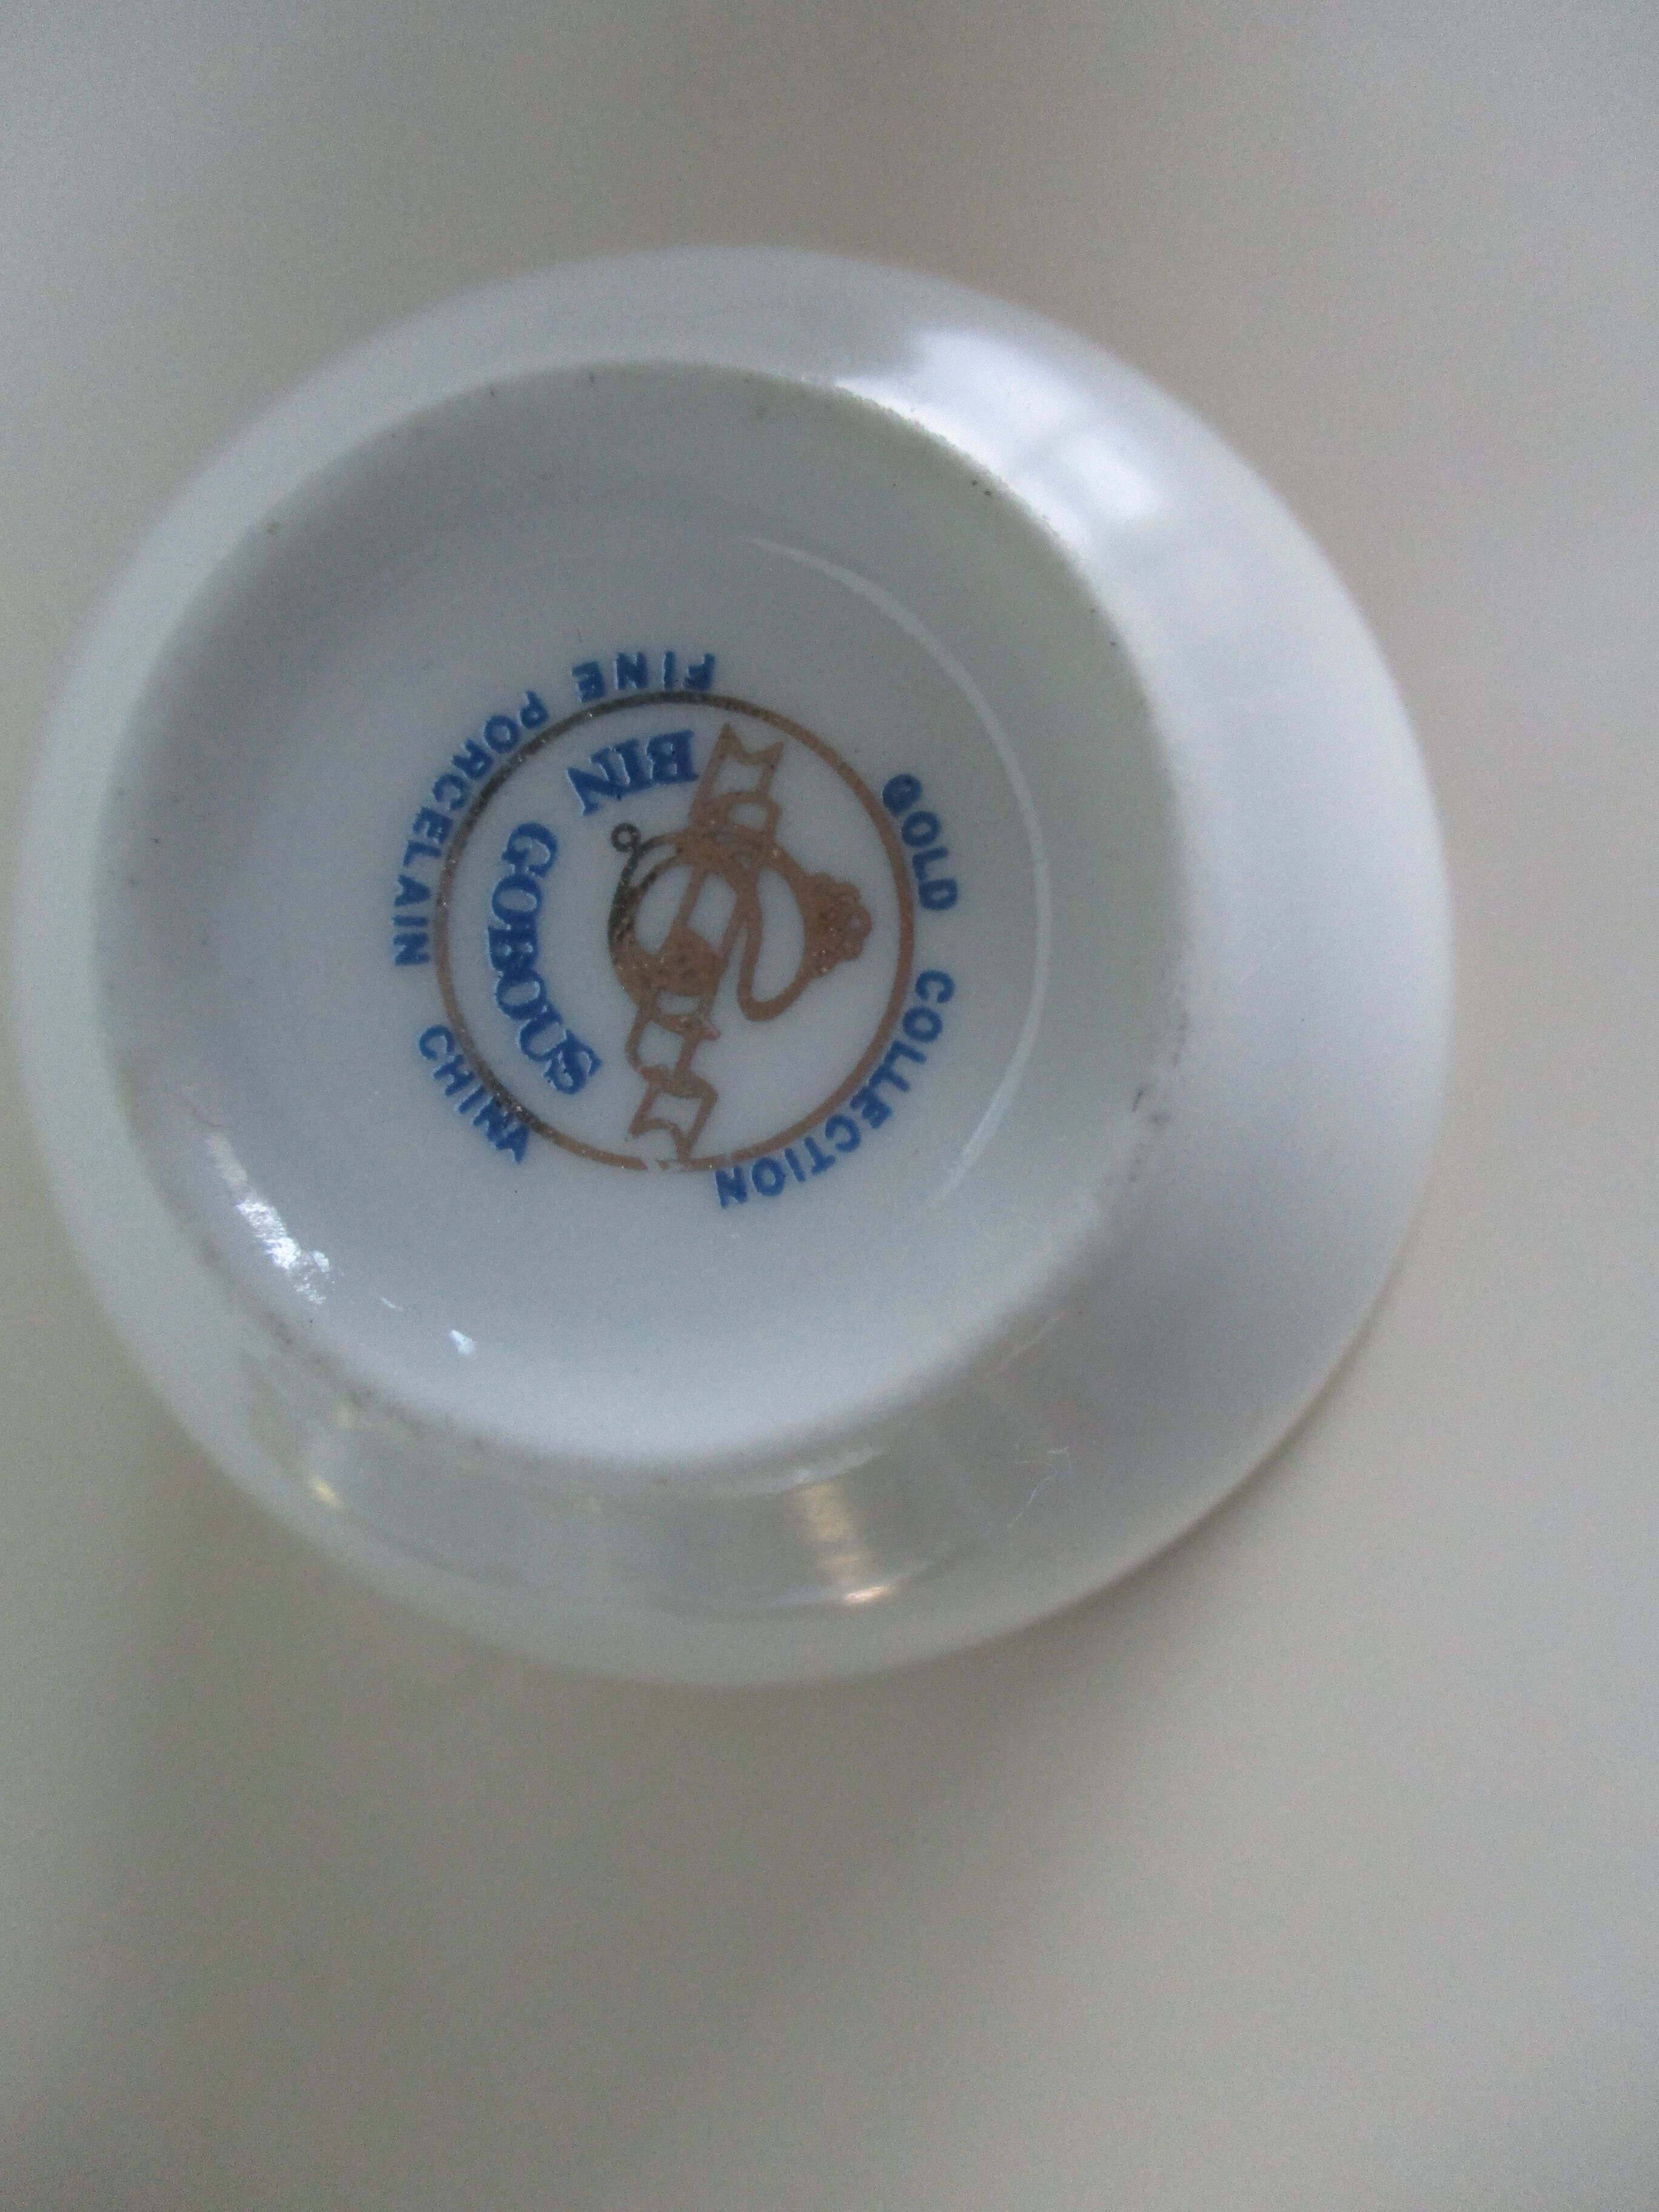 BIN GOBOUS
GOLD COLLECTION
FINE PORCELAIN CHINA